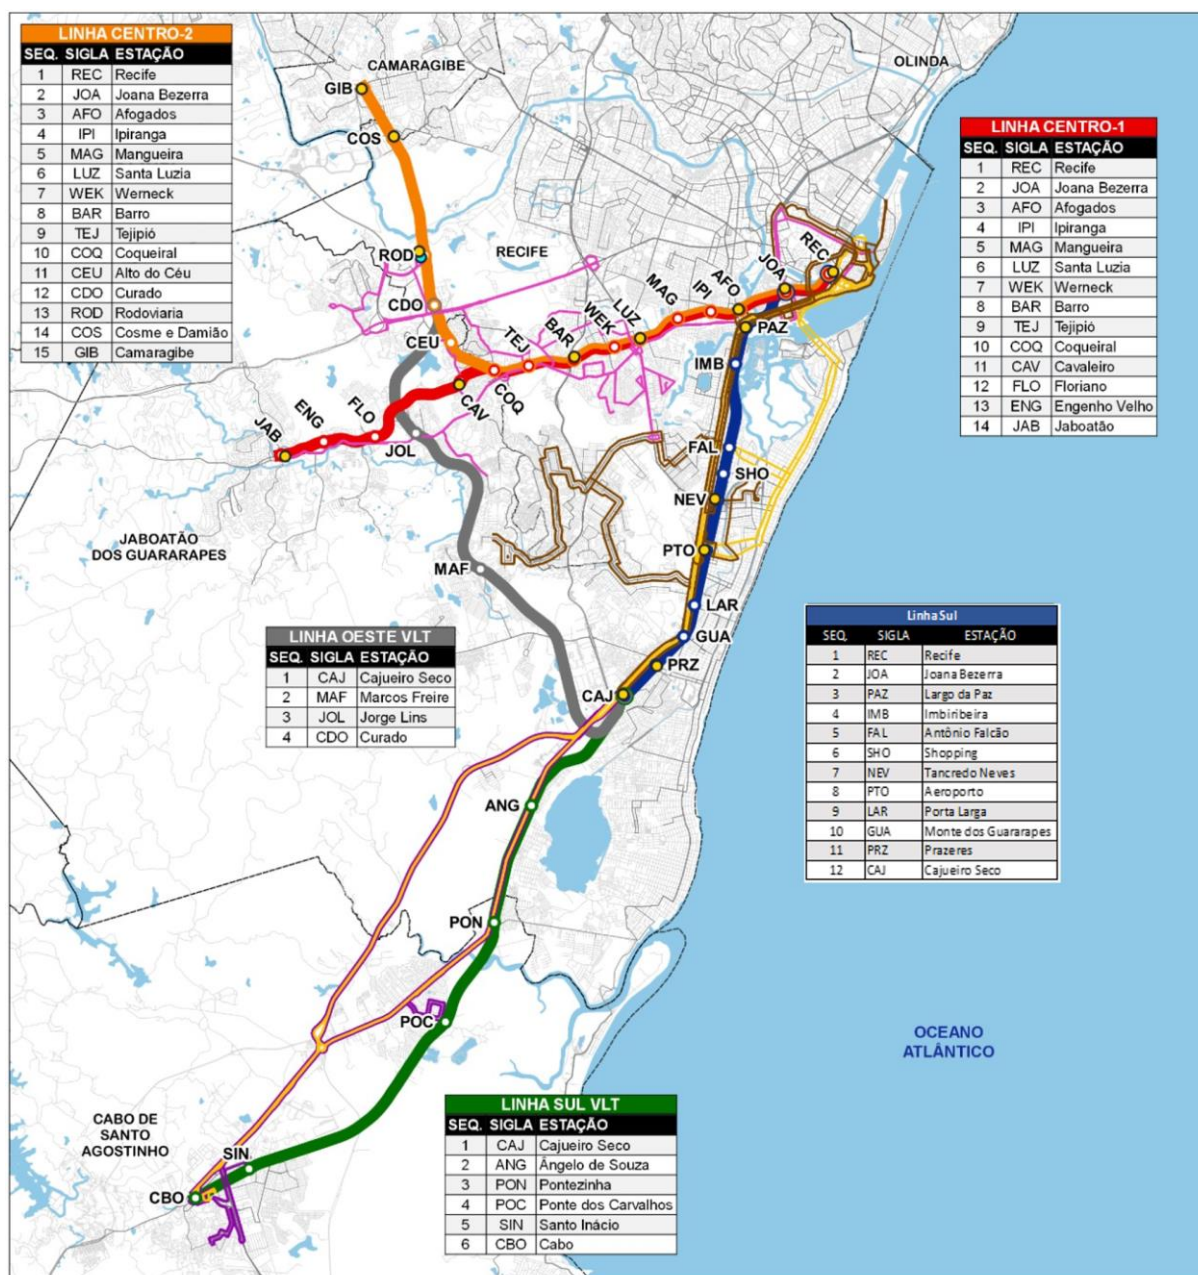 LINHA CENTRO-2
SEQ. SIGLA ESTAÇÃO
1 REC Recife
2 JOA Joana Bezerra
3 AFO Afogados
4 IPI Ipiranga
5 MAG Mangueira
6 LUZ Santa Luzia
7 WEK Werneck
8 BAR Barro
9 TEJ Tejipió
10 COQ Coqueiral
11 CEU Alto do Céu
12 CDO Curado
13 ROD Rodoviaria
14 COS Cosme e Damião
15 GIB Camaragibe
CAMARAGIBE
OLINDA
GIB
COS
LINHA CENTRO-1
SEQ. SIGLA ESTAÇÃO
1 REC Recife
2 JOA Joana Bezerra
3 AFO Afogados
4 IPI Ipiranga
5 MAG Mangueira
6 LUZ Santa Luzia
7 WEK Werneck
8 BAR Barro
9 TEJ Tejipió
10 COQ Coqueiral
11 CAV Cavaleiro
12 FLO Floriano
13 ENG Engenho Velho
14 JAB Jaboatão
ROD
RECIFE
REC
JOA
CDO
AFO
IPI
MAG
LUZ
WEK
BAR
TEJ
PAZ
CEU
IMB
COQ
CAV
FLO
ENG
JAB
JOL
FAL
SHO
NEV
JABOATÃO
DOS GUARARAPES
PTO
MAF
LAR
GUA
PRZ
CAJ
LINHA OESTE VLT
SEQ. SIGLA ESTAÇÃO
1 CAJ Cajueiro Seco
2 MAF Marcos Freire
3 JOL Jorge Lins
4 CDO Curado
Linha Sul
SEQ. SIGLA ESTAÇÃO
1 REC Recife
2 JOA Joana Bezerra
3 PAZ Largo da Paz
4 IMB Imbiribeira
5 FAL Antônio Falcão
6 SHO Shopping
7 NEV Tancredo Neves
8 PTO Aeroporto
9 LAR Porta Larga
10 GUA Monte dos Guararapes
11 PRZ Prazeres
12 CAJ Cajueiro Seco
ANG
PON
POC
OCEANO
ATLÂNTICO
CABO DE
SANTO
AGOSTINHO
SIN
CBO
LINHA SUL VLT
SEQ. SIGLA ESTAÇÃO
1 CAJ Cajueiro Seco
2 ANG Ângelo de Souza
3 PON Pontezinha
4 POC Ponte dos Carvalhos
5 SIN Santo Inácio
6 CBO Cabo